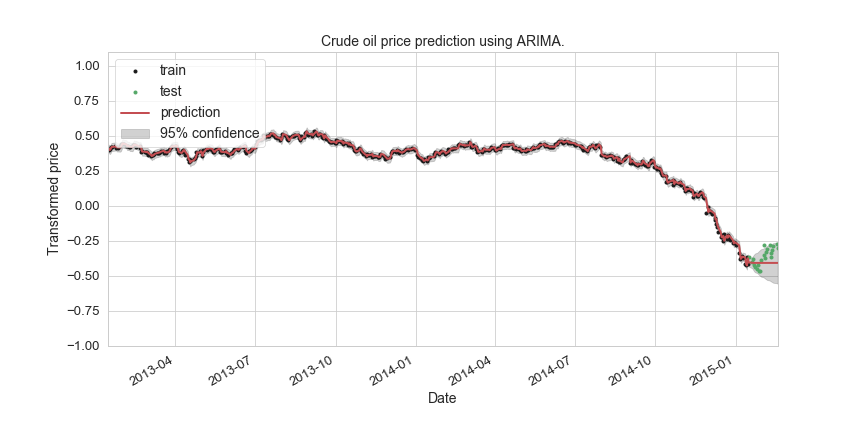 Crude oil price prediction using ARIMA.
Transformed price
1.00
0.75
0.50
0.25
0.00
−0.25
−0.50
−0.75
−1.00
train
test
prediction
95% confidence
2013-04
2013-07
2013-10
2014-01
2014-04
2014-07
2014-10
2015-01
Date